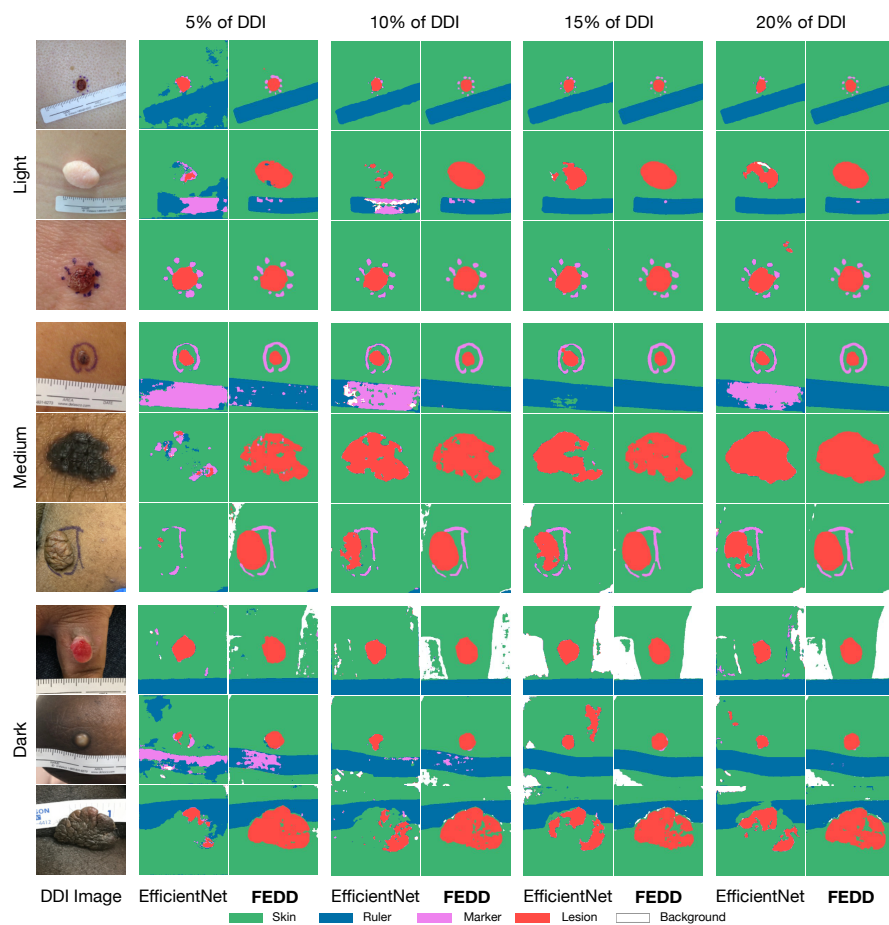 5% of DDI 10% of DDI 15% of DDI 20% of DDI
Light
Medium
Dark
DDI Image EfficientNet FEDD EfficientNet FEDD EfficientNet FEDD EfficientNet FEDD
Skin Ruler Marker Lesion Background